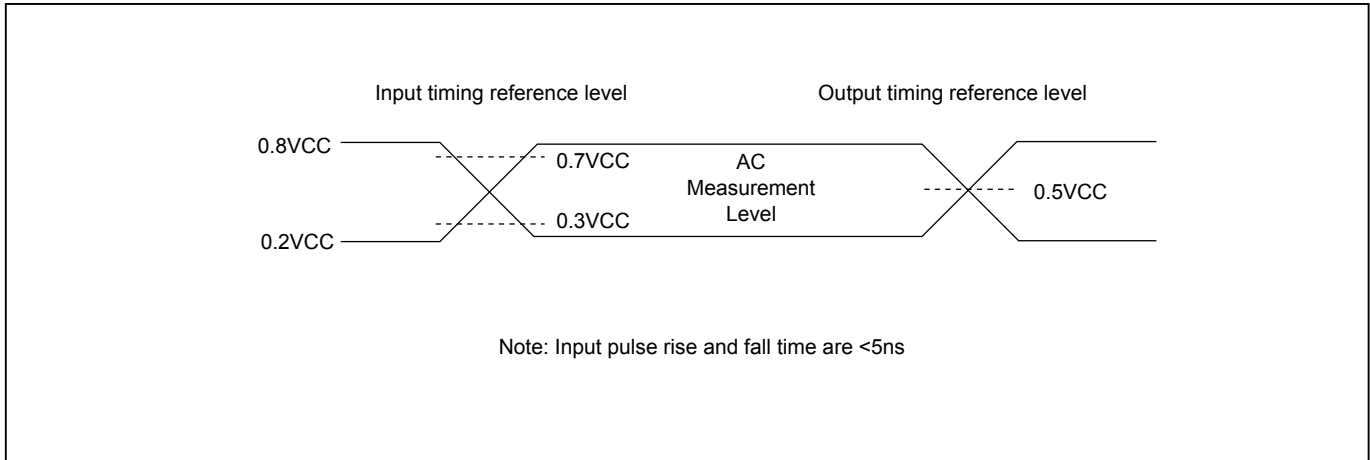 Input timing reference level
Output timing reference level
0.8VCC
0.7VCC
AC
Measurement
Level
0.5VCC
0.3VCC
0.2VCC
Note: Input pulse rise and fall time are <5ns